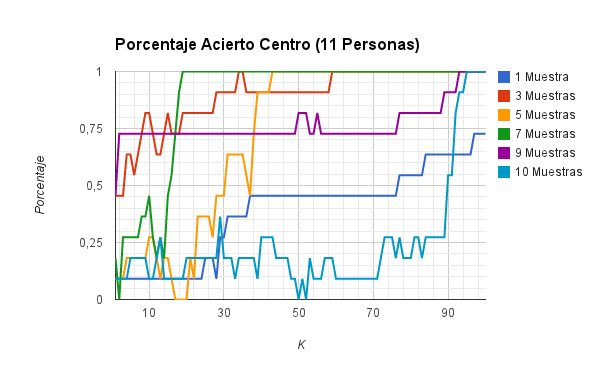 Porcentaje Acierto Centro (11 Personas)
1
0,75
0,5
0,25
0
Porcentaje
10
30
50
70
90
K
1 Muestra
3 Muestras
5 Muestras
7 Muestras
9 Muestras
10 Muestras